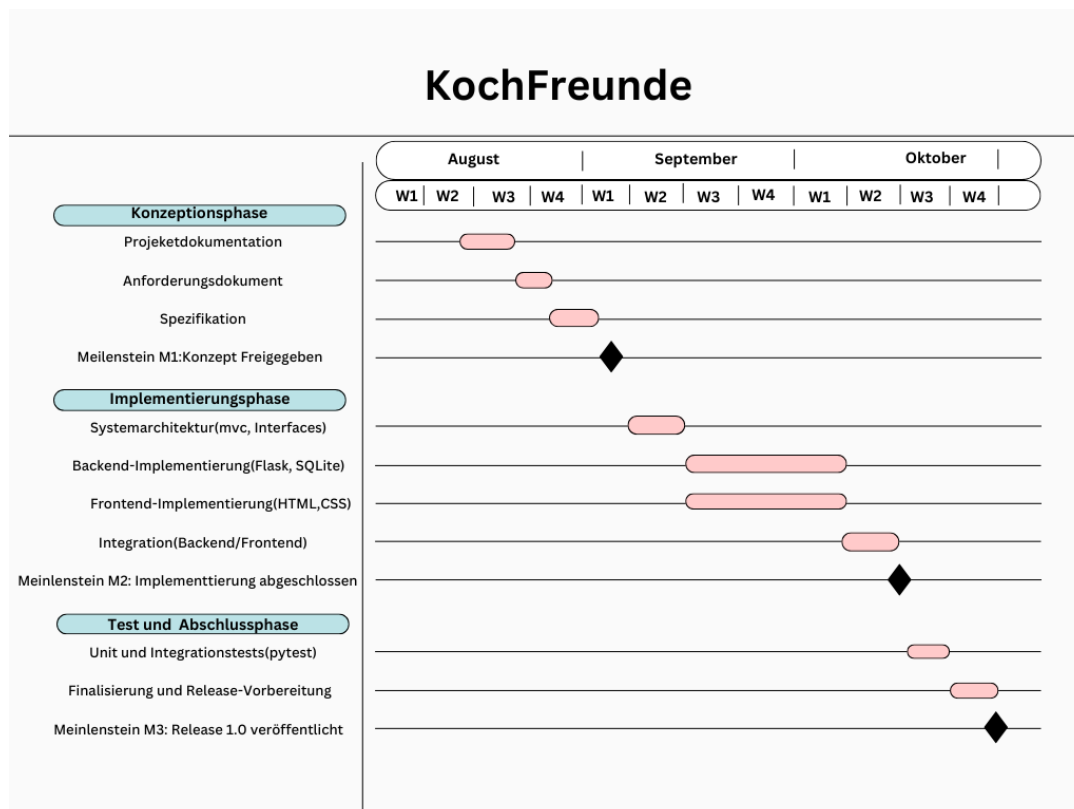 KochFreunde
August | September | Oktober |
W1 | W2 | W3 | W4 | W1 | W2 | W3 | W4 | W1 | W2 | W3 | W4 |
Konzeptionsphase
Projeketdokumentation
Anforderungsdokument
Spezifikation
Meilenstein M1:Konzept Freigegeben
Implementierungsphase
Systemarchitektur(mvc, Interfaces)
Backend-Implementierung(Flask, SQLite)
Frontend-Implementierung(HTML,CSS)
Integration(Backend/Frontend)
Meinlenstein M2: Implementtierung abgeschlossen
Test und Abschlussphase
Unit und Integrationstests(pytest)
Finalisierung und Release-Vorbereitung
Meinlenstein M3: Release 1.0 veröffentlicht